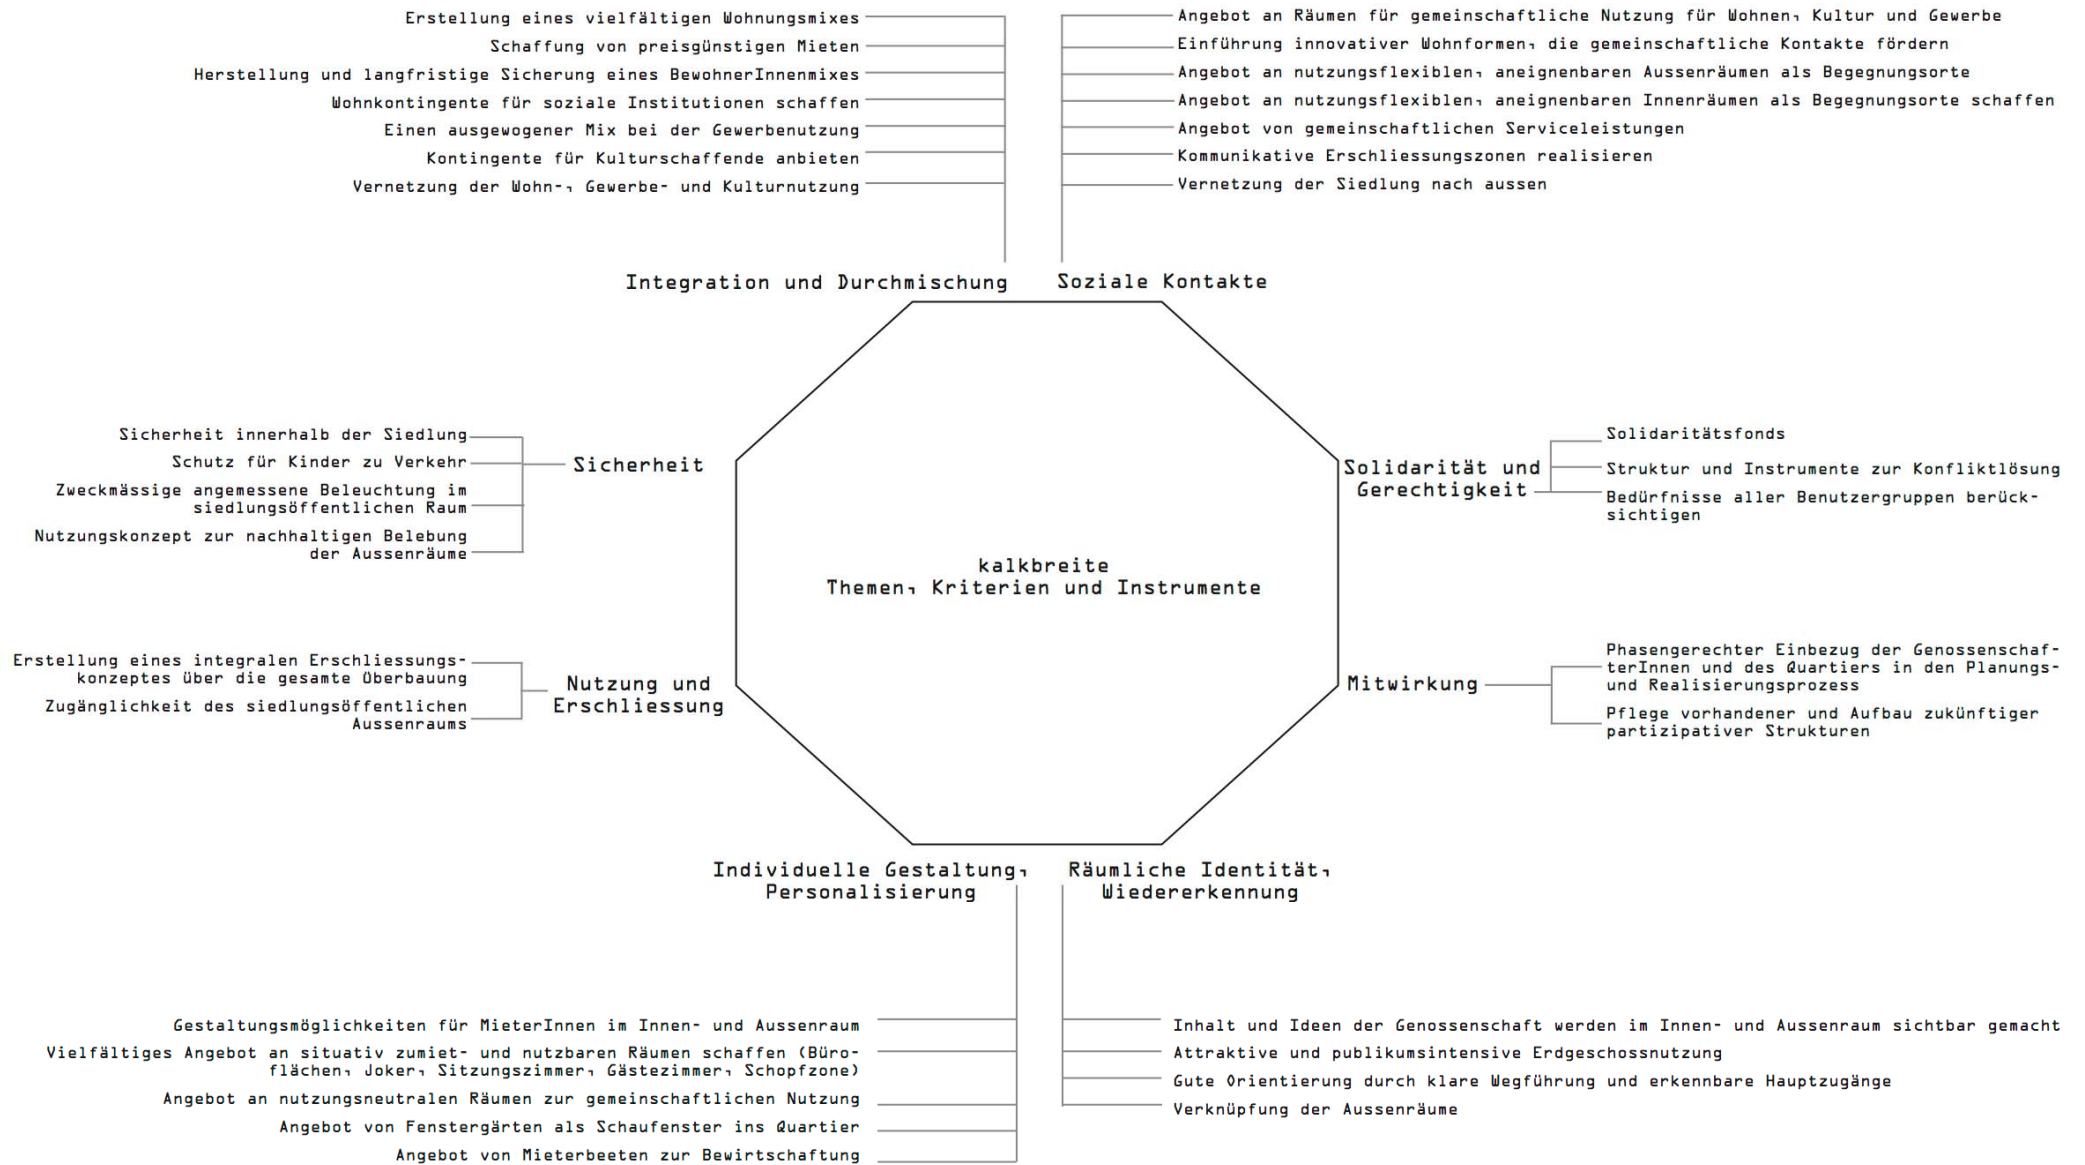 Erstellung eines vielfältigen Wohnungsmixes
Schaffung von preisgünstigen Mieten
Herstellung und langfristige Sicherung eines BewohnerInnenmixes
Wohnkontingente für soziale Institutionen schaffen
Einen ausgewogener Mix bei der Gewerbenutzung
Kontingente für Kulturschaffende anbieten
Vernetzung der Wohn-, Gewerbe- und Kulturnutzung
Integration und Durchmischung
Angebot an Räumen für gemeinschaftliche Nutzung für Wohnen, Kultur und Gewerbe
Einführung innovativer Wohnformen, die gemeinschaftliche Kontakte fördern
Angebot an nutzungsflexiblen, aneignenbaren Aussenräumen als Begegnungsorte
Angebot an nutzungsflexiblen, aneignenbaren Innenräumen als Begegnungsorte schaffen
Angebot von gemeinschaftlichen Serviceleistungen
Kommunikative Erschliessungszonen realisieren
Vernetzung der Siedlung nach aussen
Soziale Kontakte
Sicherheit innerhalb der Siedlung
Schutz für Kinder zu Verkehr
Zweckmässige angemessene Beleuchtung im
siedlungsöffentlichen Raum
Nutzungskonzept zur nachhaltigen Belebung
der Aussenräume
Sicherheit
Solidarität und
Gerechtigkeit
Solidaritätsfonds
Struktur und Instrumente zur Konfliktlösung
Bedürfnisse aller Benutzergruppen berück-
sichtigen
kalkbreite
Themen, Kriterien und Instrumente
Erstellung eines integralen Erschliessungs-
konzeptes über die gesamte Überbauung
Zugänglichkeit des siedlungsöffentlichen
Aussenraums
Nutzung und
Erschliessung
Mitwirkung
Phasengerechter Einbezug der Genossenschaf-
terInnen und des Quartiers in den Planungs-
und Realisierungsprozess
Pflege vorhandener und Aufbau zukünftiger
partizipativer Strukturen
Individuelle Gestaltung,
Personalisierung
Gestaltungsmöglichkeiten für MieterInnen im Innen- und Aussenraum
Vielfältiges Angebot an situativ zumiet- und nutzbaren Räumen schaffen (Büro-
flächen, Joker, Sitzungszimmer, Gästezimmer, Schopfzone)
Angebot an nutzungsneutralen Räumen zur gemeinschaftlichen Nutzung
Angebot von Fenstergärten als Schaufenster ins Quartier
Angebot von Mieterbeeten zur Bewirtschaftung
Räumliche Identität,
Wiedererkennung
Inhalt und Ideen der Genossenschaft werden im Innen- und Aussenraum sichtbar gemacht
Attraktive und publikumsintensive Erdgeschossnutzung
Gute Orientierung durch klare Wegführung und erkennbare Hauptzugänge
Verknüpfung der Aussenräume